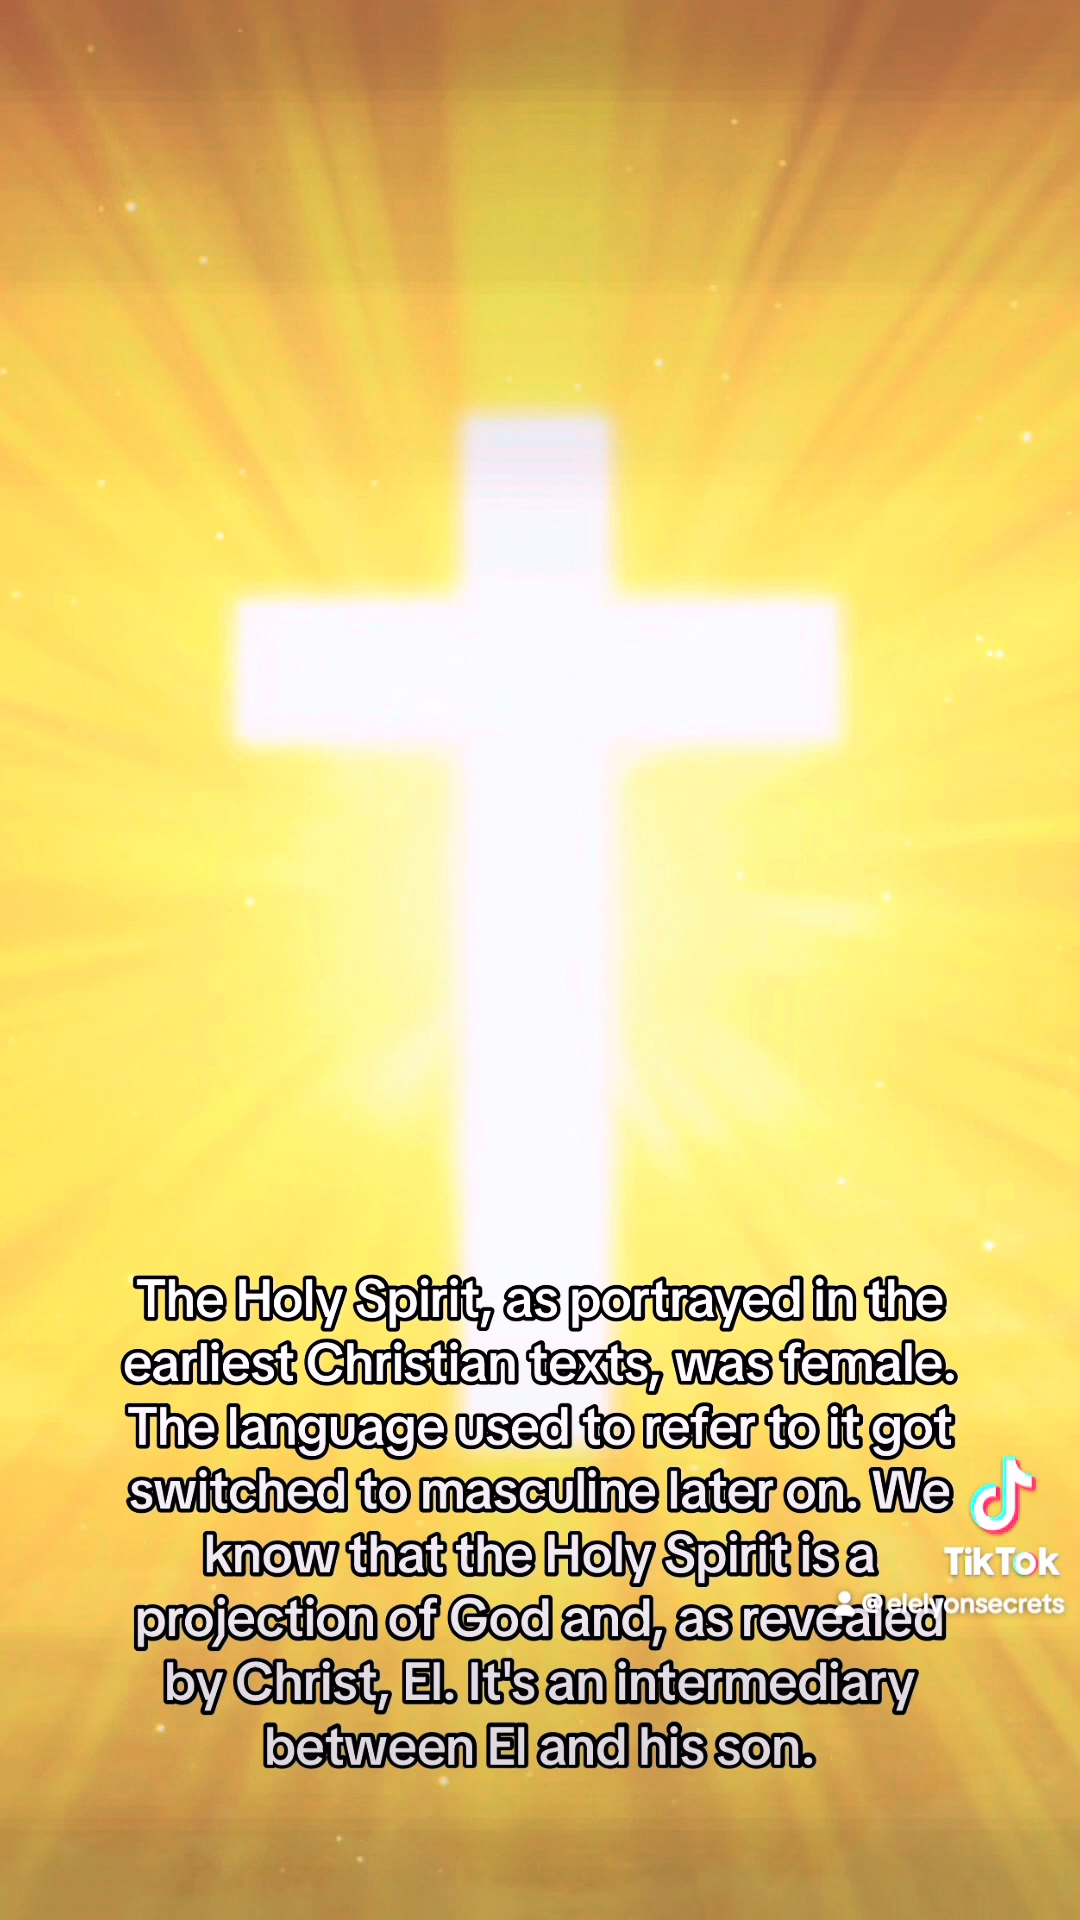 The Holy Spirit, as portrayed in the
earliest Christian texts, was female.
The language used to refer to it got
switched to masculine later on. We
know that the Holy Spirit is a
projection of God and, as revealed
by Christ, El. It's an intermediary
between El and his son.
TikTok
@elelyonsecrets